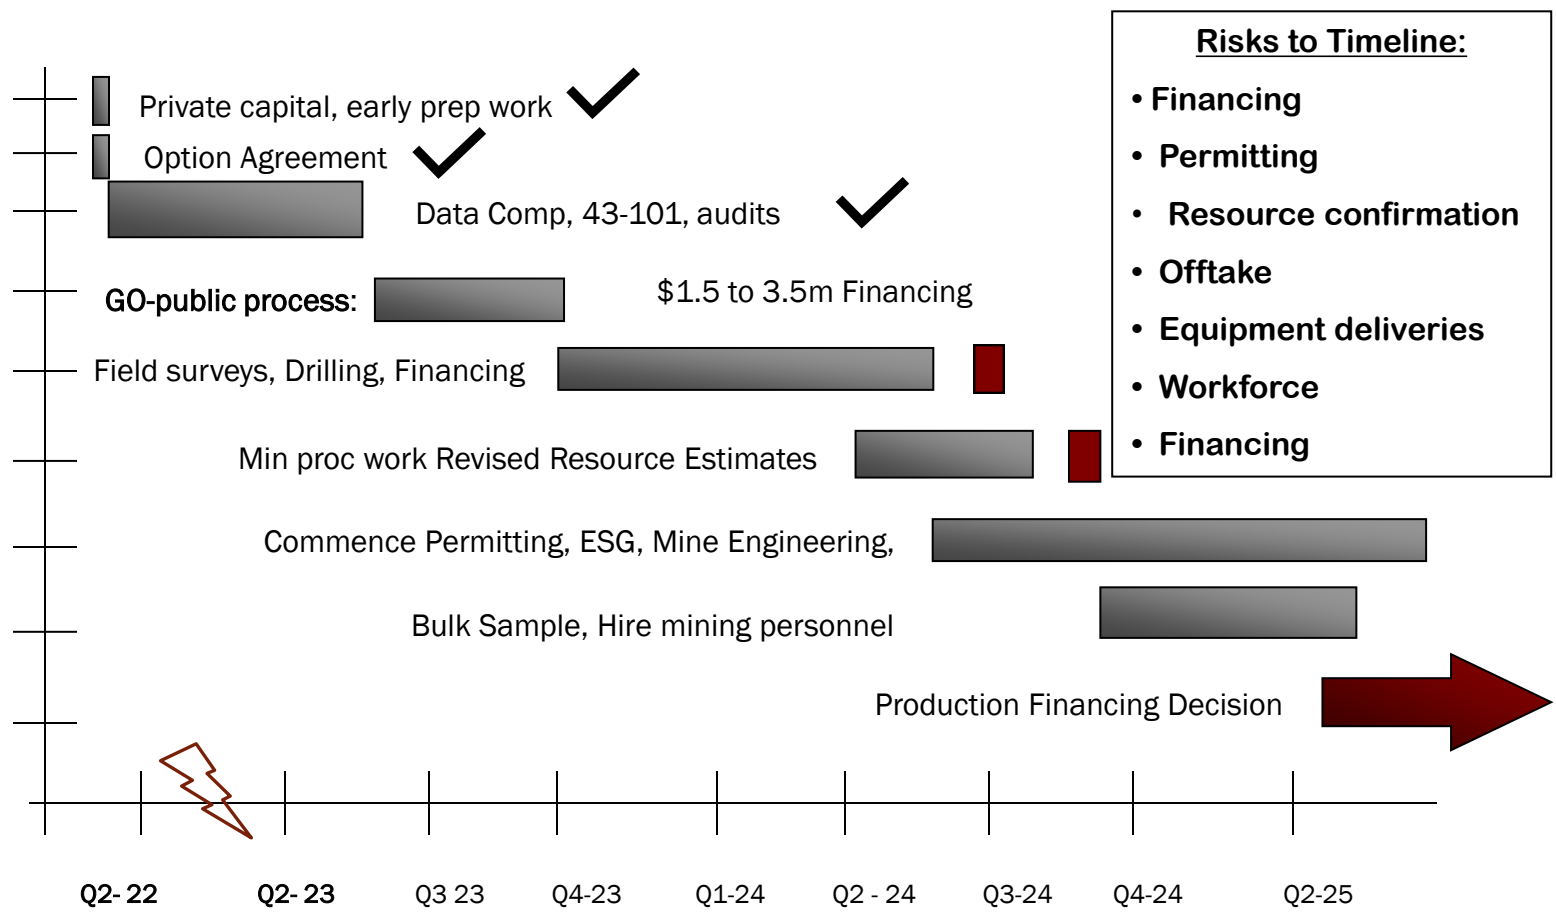 Risks to Timeline:
• Financing
• Permitting
• Resource confirmation
• Offtake
• Equipment deliveries
• Workforce
• Financing
Private capital, early prep work
Option Agreement
Data Comp, 43-101, audits
GO-public process:
$1.5 to 3.5m Financing
Field surveys, Drilling, Financing
Min proc work Revised Resource Estimates
Commence Permitting, ESG, Mine Engineering,
Bulk Sample, Hire mining personnel
Production Financing Decision
Q2- 22
Q2- 23
Q3 23
Q4-23
Q1-24
Q2 - 24
Q3-24
Q4-24
Q2-25